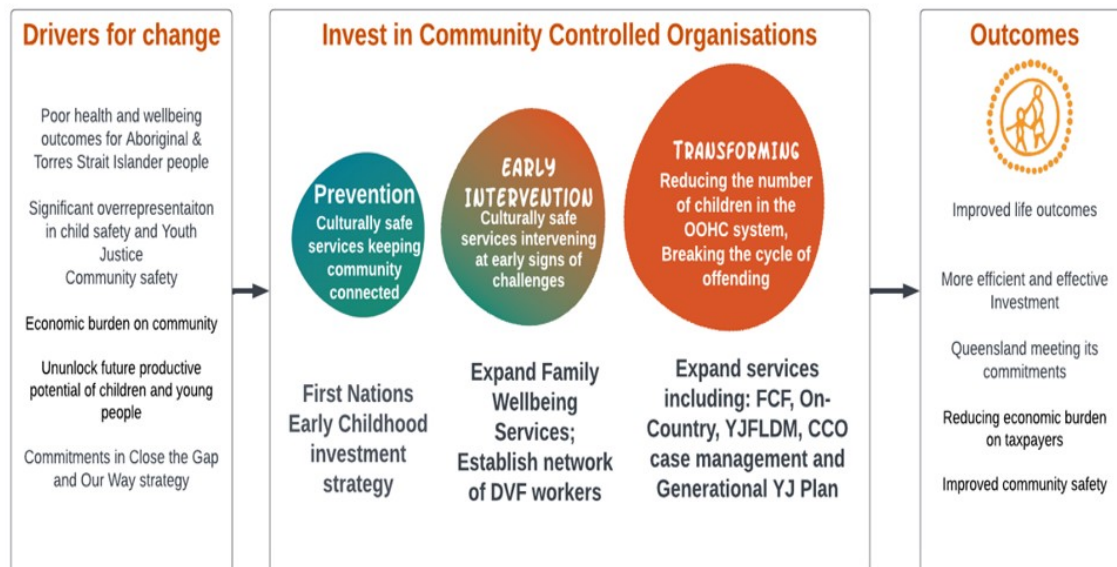 Drivers for change
Poor health and wellbeing
outcomes for Aboriginal &
Torres Strait Islander people
Significant overrepresentaiton
in child safety and Youth
Justice
Community safety
Economic burden on community
Ununlock future productive
potential of children and young
people
Commitments in Close the Gap
and Our Way strategy
Invest in Community Controlled Organisations
Prevention
Culturally safe
services keeping
community
connected
First Nations
Early Childhood
investment
strategy
EARLY
INTERVENTION
Culturally safe
services intervening
at early signs of
challenges
Expand Family
Wellbeing
Services;
Establish network
of DVF workers
TRANSFORMING
Reducing the number
of children in the
OOHC system,
Breaking the cycle of
offending
Expand services
including: FCF, On-
Country, YJFLDM, CCO
case management and
Generational YJ Plan
Outcomes
Improved life outcomes
More efficient and effective
Investment
Queensland meeting its
commitments
Reducing economic burden
on taxpayers
Improved community safety